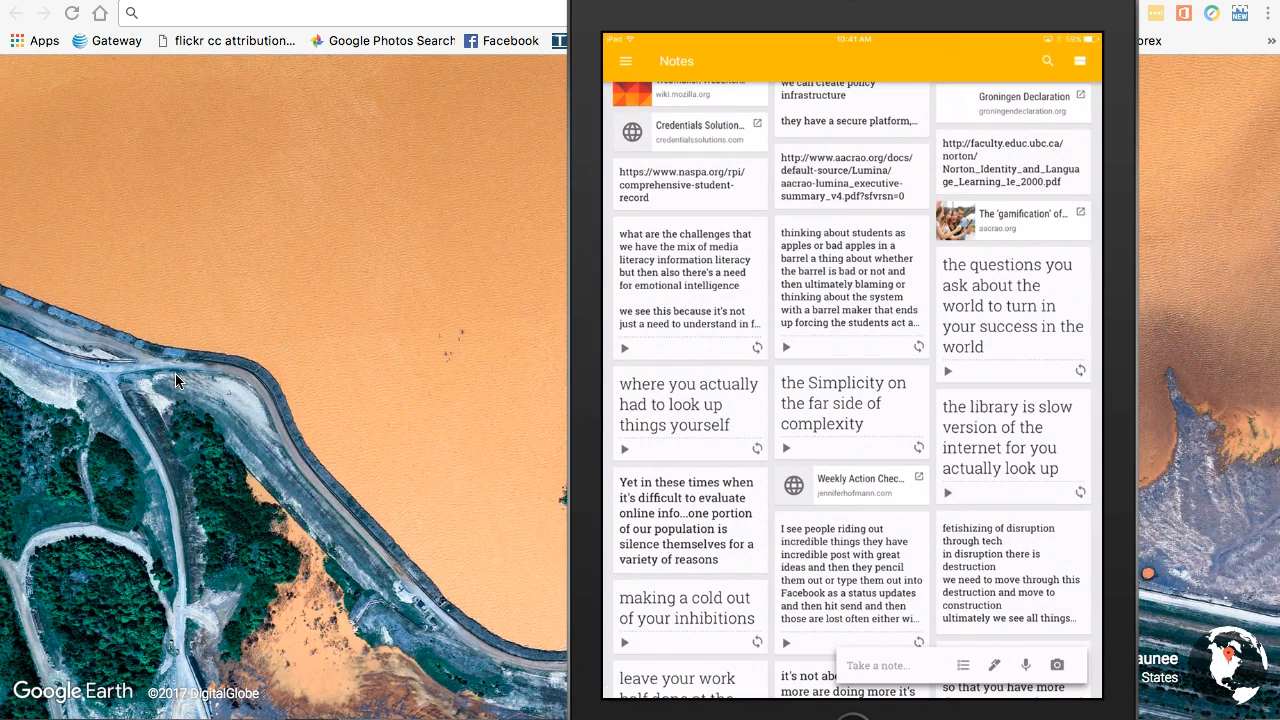 Apps
Gateway
flickr cc attribution...
Google Photos Search
Facebook
NEW
orex
»
iPad
10:41 AM
59%
Notes
wiki.mozilla.org
Credentials Solution...
credentialssolutions.com
https://www.naspa.org/rpi/
comprehensive-student-
record
what are the challenges that
we have the mix of media
literacy information literacy
but then also there's a need
for emotional intelligence
we see this because it's not
just a need to understand in f...
where you actually
had to look up
things yourself
Yet in these times when
it's difficult to evaluate
online info...one portion
of our population is
silence themselves for a
variety of reasons
making a cold out
of your inhibitions
leave your work
half done at the
we can create policy
infrastructure
they have a secure platform,...
http://www.aacrao.org/docs/
default-source/Lumina/
aacrao-lumina_executive-
summary_v4.pdf?sfvrsn=0
thinking about students as
apples or bad apples in a
barrel a thing about whether
the barrel is bad or not and
then ultimately blaming or
thinking about the system
with a barrel maker that ends
up forcing the students act a...
the Simplicity on
the far side of
complexity
Weekly Action Chec...
jenniferhofmann.com
I see people riding out
incredible things they have
incredible post with great
ideas and then they pencil
them out or type them out into
Facebook as a status updates
and then hit send and then
those are lost often either wi...
it's not abo
more are doing more it's
Groningen Declaration
groningendeclaration.org
http://faculty.educ.ubc.ca/
norton/
Norton_Identity_and_Langua
ge_Learning_1e_2000.pdf
The 'gamification' of...
aacrao.org
the questions you
ask about the
world to turn in
your success in the
world
the library is slow
version of the
internet for you
actually look up
fetishizing of disruption
through tech
in disruption there is
destruction
we need to move through this
destruction and move to
construction
ultimately we see all things...
so that you have more
Take a note...
Google Earth
©2017 DigitalGlobe
aunee
States